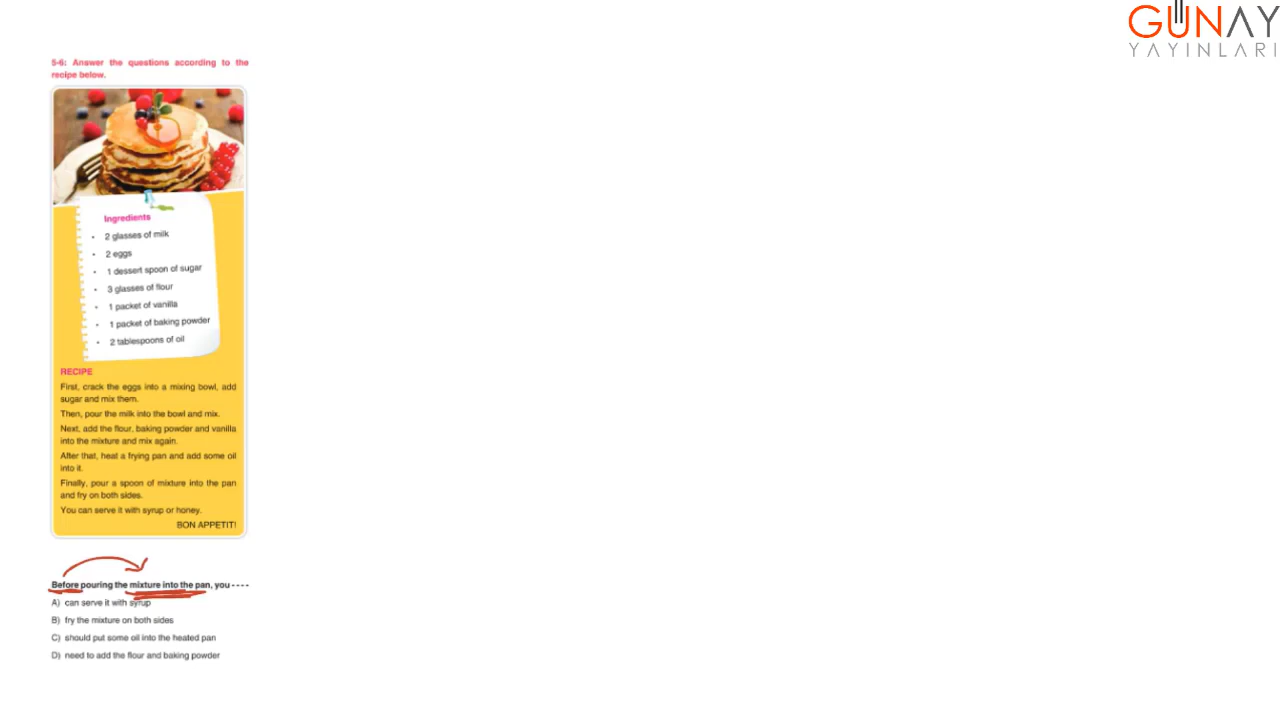 GÜNAY
YAYINLARI
5-6: Answer the questions according to the
recipe below.
Ingredients
• 2 glasses of milk
• 2 eggs
• 1 dessert spoon of sugar
• 3 glasses of flour
• 1 packet of vanilla
• 1 packet of baking powder
• 2 tablespoons of oil
RECIPE
First, crack the eggs into a mixing bowl, add
sugar and mix them.
Then, pour the milk into the bowl and mix.
Next, add the flour, baking powder and vanilla
into the mixture and mix again.
After that, heat a frying pan and add some oil
into it.
Finally, pour a spoon of mixture into the pan
and fry on both sides.
You can serve it with syrup or honey.
BON APPETIT!
Before pouring the mixture into the pan, you ----
A) can serve it with syrup
B) fry the mixture on both sides
C) should put some oil into the heated pan
D) need to add the flour and baking powder